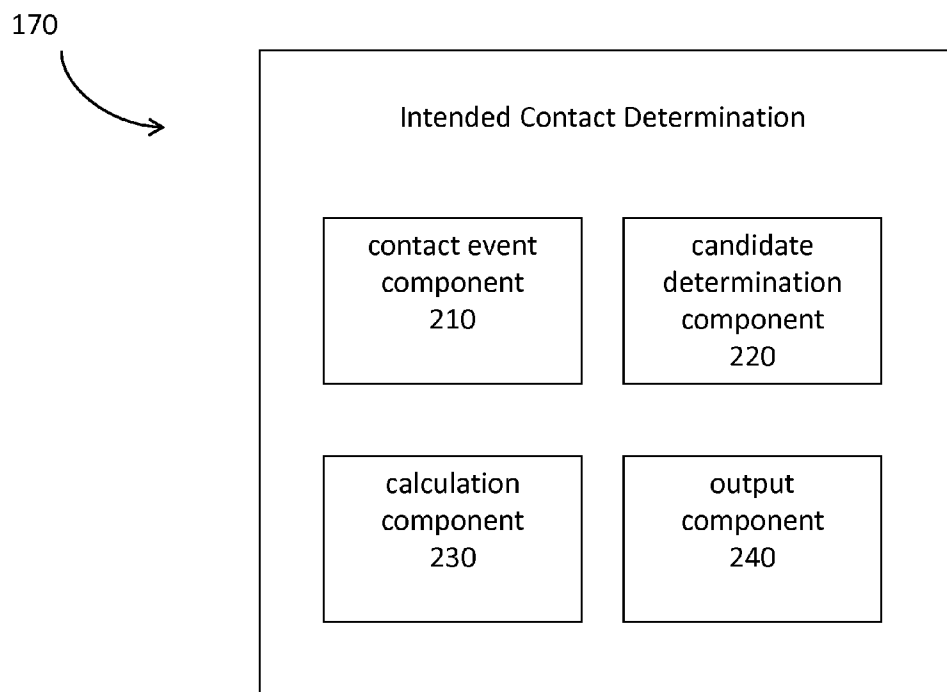 170
Intended Contact Determination
contact event
component
210
candidate
determination
component
220
calculation
component
230
output
component
240